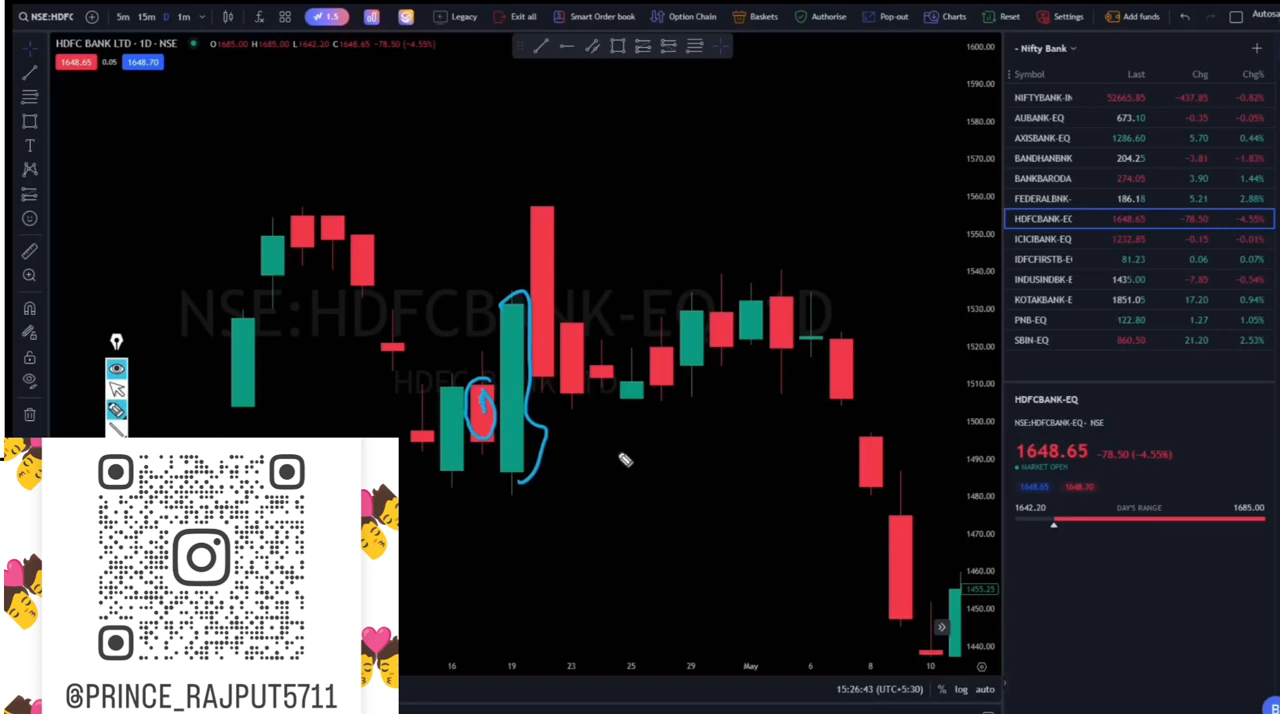 NSE:HDFC 5m 15m D 1m 1.5 Legacy Exit all Smart Order book Option Chain Baskets Authorise Pop-out Charts Reset Settings Add funds Autosa
HDFC BANK LTD · 1D · NSE O1685.00 H1685.00 L1642.20 C1648.65 -78.50 (-4.55%)
1648.65 0.05 1648.70
NSE:HDFCBANK-EQ, 1D
HDFC BANK LTD
1600.00
1590.00
1580.00
1570.00
1560.00
1550.00
1540.00
1530.00
1520.00
1510.00
1500.00
1490.00
1480.00
1470.00
1460.00
1455.25
1450.00
1440.00
16 19 23 25 29 May 6 8 10
15:26:43 (UTC+5:30) % log auto
- Nifty Bank
Symbol Last Chg Chg%
NIFTYBANK-IN 52665.85 -437.85 -0.82%
AUBANK-EQ 673.10 -0.35 -0.05%
AXISBANK-EQ 1286.60 5.70 0.44%
BANDHANBNK 204.25 -3.81 -1.83%
BANKBARODA 274.05 3.90 1.44%
FEDERALBNK- 186.18 5.21 2.88%
HDFCBANK-EQ 1648.65 -78.50 -4.55%
ICICIBANK-EQ 1232.85 -0.15 -0.01%
IDFCFIRSTB-E 81.23 0.06 0.07%
INDUSINDBK-E 1435.00 -7.85 -0.54%
KOTAKBANK-E 1851.05 17.20 0.94%
PNB-EQ 122.80 1.27 1.05%
SBIN-EQ 860.50 21.20 2.53%
HDFCBANK-EQ
NSE:HDFCBANK-EQ · NSE
1648.65 -78.50 (-4.55%)
MARKET OPEN
1648.65 1648.70
1642.20 DAY'S RANGE 1685.00
@PRINCE_RAJPUT5711